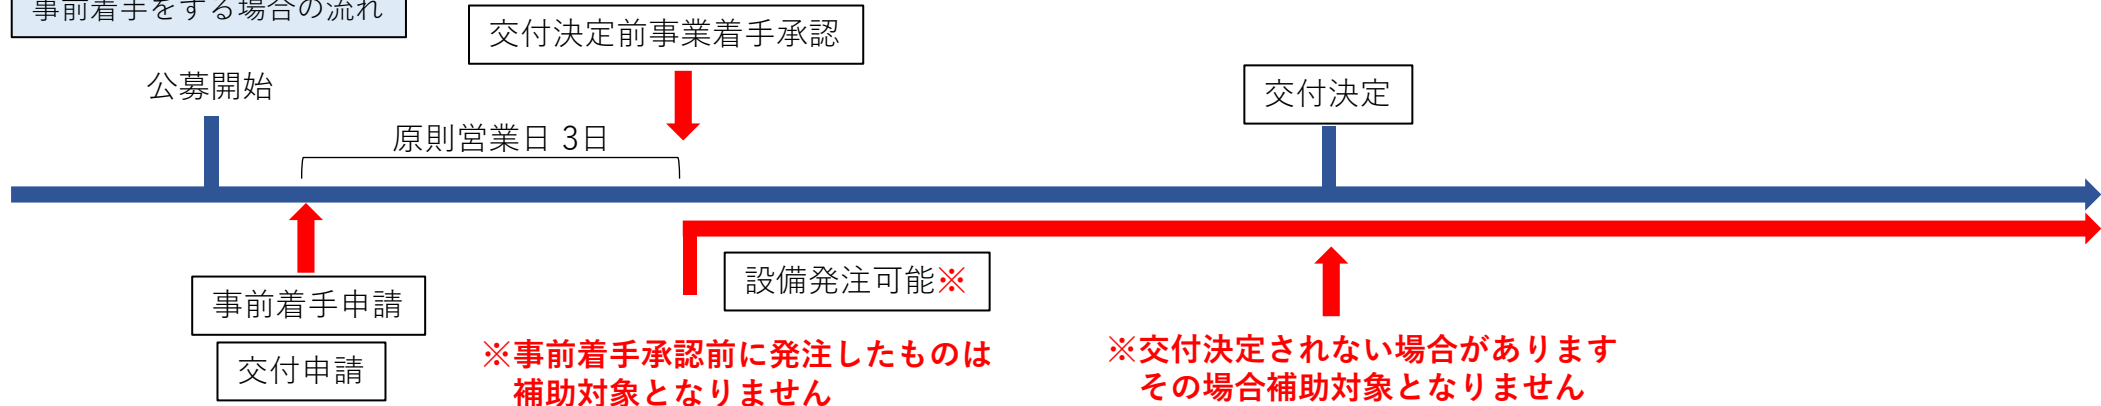 事前着手をする場合の流れ
交付決定前事業着手承認
公募開始
交付決定
原則営業日 3日
設備発注可能※
事前着手申請
交付申請
※事前着手承認前に発注したものは
補助対象となりません
※交付決定されない場合があります
その場合補助対象となりません